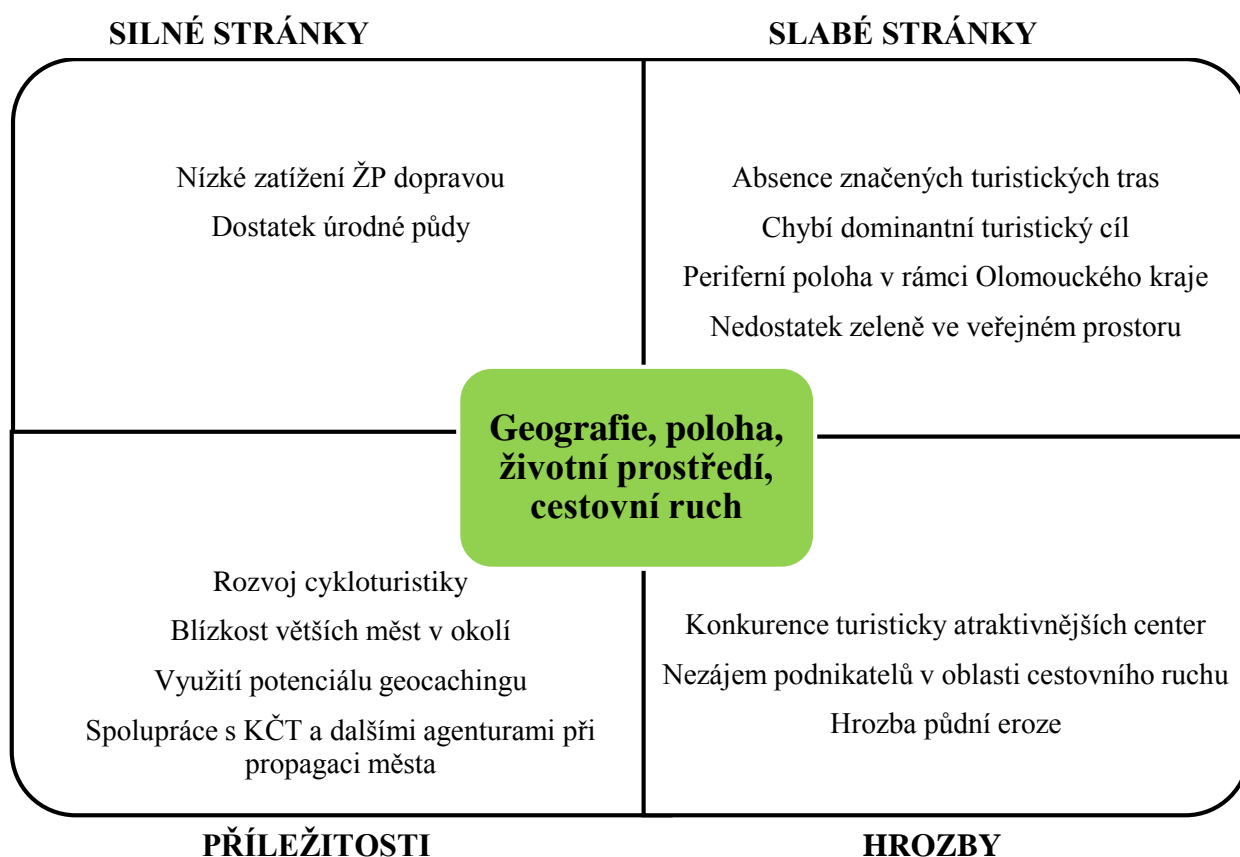 SILNÉ STRÁNKY
SLABÉ STRÁNKY
Nízké zatížení ŽP dopravou
Dostatek úrodné půdy
Absence značených turistických tras
Chybí dominantní turistický cíl
Periferní poloha v rámci Olomouckého kraje
Nedostatek zeleně ve veřejném prostoru
Geografie, poloha,
životní prostředí,
cestovní ruch
Rozvoj cykloturistiky
Blízkost větších měst v okolí
Využití potenciálu geocachingu
Spolupráce s KČT a dalšími agenturami při
propagaci města
Konkurence turisticky atraktivnějších center
Nezájem podnikatelů v oblasti cestovního ruchu
Hrozba půdní eroze
PŘÍLEŽITOSTI
HROZBY